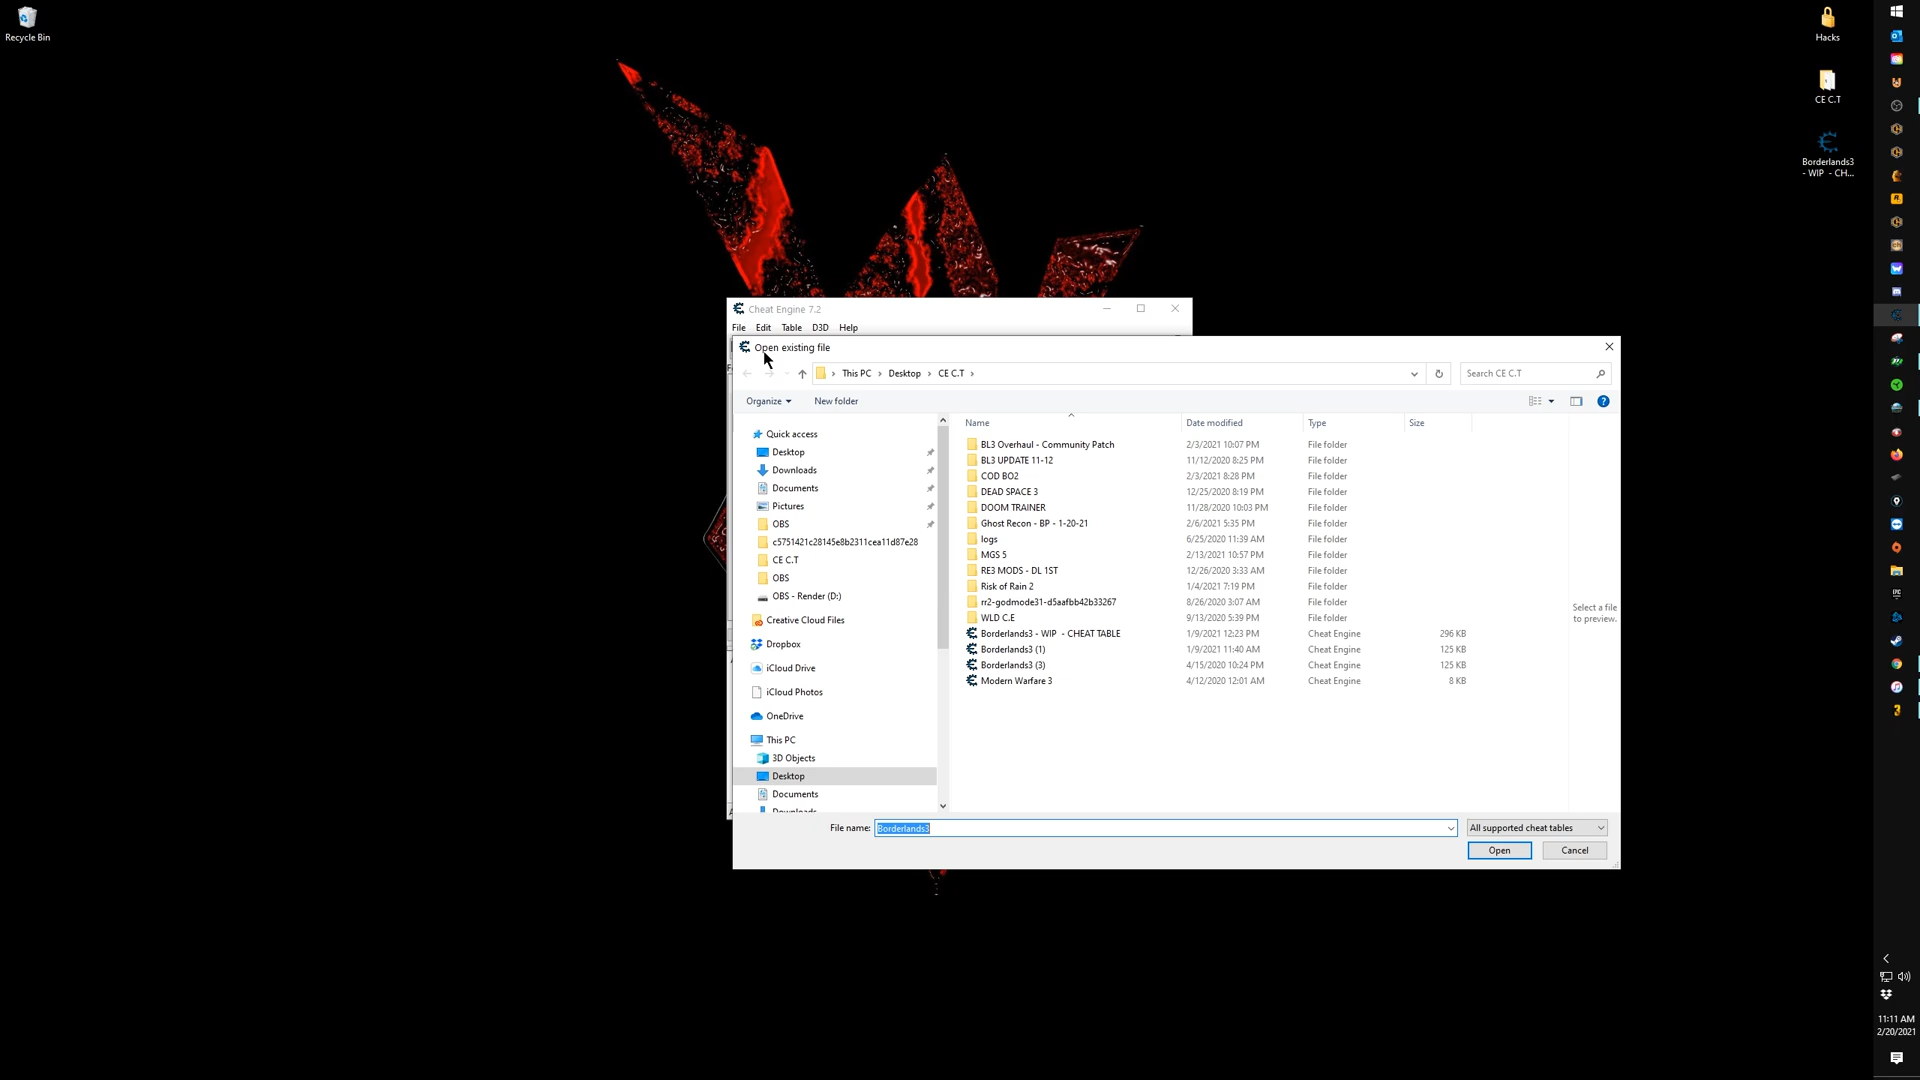 Recycle Bin
Hacks
CE C.T
Borderlands3
- WIP - CH...
Cheat Engine 7.2
File Edit Table D3D Help
Open existing file
This PC > Desktop > CE C.T >
Search CE C.T
Organize
New folder
Quick access
Desktop
Downloads
Documents
Pictures
OBS
c5751421c28145e8b2311cea11d87e28
CE C.T
OBS
OBS - Render (D:)
Creative Cloud Files
Dropbox
iCloud Drive
iCloud Photos
OneDrive
This PC
3D Objects
Desktop
Documents
Downloads
Name Date modified Type Size
BL3 Overhaul - Community Patch 2/3/2021 10:07 PM File folder
BL3 UPDATE 11-12 11/12/2020 8:25 PM File folder
COD BO2 2/3/2021 8:28 PM File folder
DEAD SPACE 3 12/25/2020 8:19 PM File folder
DOOM TRAINER 11/28/2020 10:03 PM File folder
Ghost Recon - BP - 1-20-21 2/6/2021 5:35 PM File folder
logs 6/25/2020 11:39 AM File folder
MGS 5 2/13/2021 10:57 PM File folder
RE3 MODS - DL 1ST 12/26/2020 3:33 AM File folder
Risk of Rain 2 1/4/2021 7:19 PM File folder
rr2-godmode31-d5aafbb42b33267 8/26/2020 3:07 AM File folder
WLD C.E 9/13/2020 5:39 PM File folder
Borderlands3 - WIP - CHEAT TABLE 1/9/2021 12:23 PM Cheat Engine 296 KB
Borderlands3 (1) 1/9/2021 11:40 AM Cheat Engine 125 KB
Borderlands3 (3) 4/15/2020 10:24 PM Cheat Engine 125 KB
Modern Warfare 3 4/12/2020 12:01 AM Cheat Engine 8 KB
Select a file
to preview.
File name: Borderlands3
All supported cheat tables
Open
Cancel
11:11 AM
2/20/2021